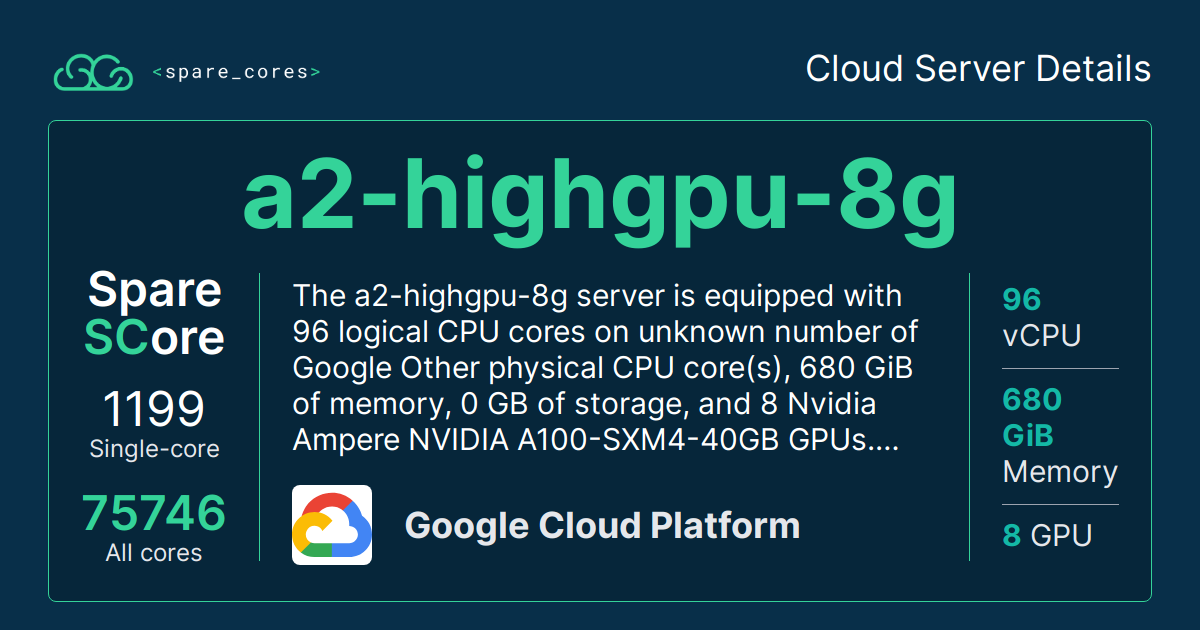 <spare_cores>
Cloud Server Details
a2-highgpu-8g
Spare
SCore
1199
Single-core
75746
All cores
The a2-highgpu-8g server is equipped with
96 logical CPU cores on unknown number of
Google Other physical CPU core(s), 680 GiB
of memory, 0 GB of storage, and 8 Nvidia
Ampere NVIDIA A100-SXM4-40GB GPUs....
Google Cloud Platform
96
vCPU
680
GiB
Memory
8 GPU